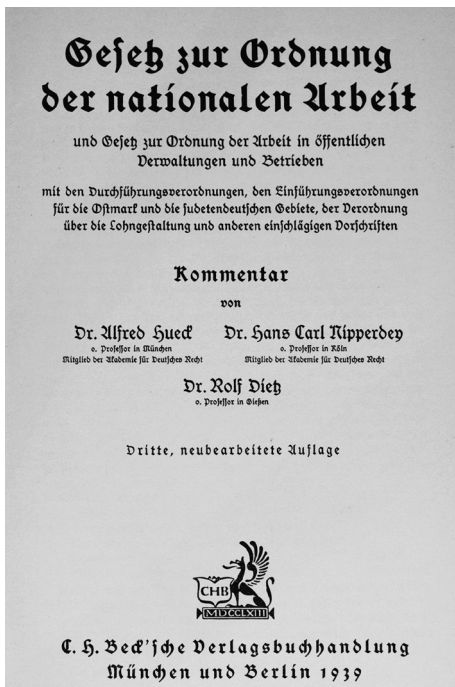 Gesetz zur Ordnung
der nationalen Arbeit
und Gesetz zur Ordnung der Arbeit in öffentlichen
Verwaltungen und Betrieben
mit den Durchführungsverordnungen, den Einführungsverordnungen
für die Ostmark und die sudetendeutschen Gebiete, der Verordnung
über die Lohngestaltung und anderen einschlägigen Vorschriften
Kommentar
von
Dr. Alfred Hueck Dr. Hans Carl Nipperdey
o. Professor in München o. Professor in Köln
Mitglied der Akademie für Deutsches Recht Mitglied der Akademie für Deutsches Recht
Dr. Rolf Dietz
o. Professor in Gießen
Dritte, neubearbeitete Auflage
CHB
MDCCLXIII
C. H. Beck'sche Verlagsbuchhandlung
München und Berlin 1939